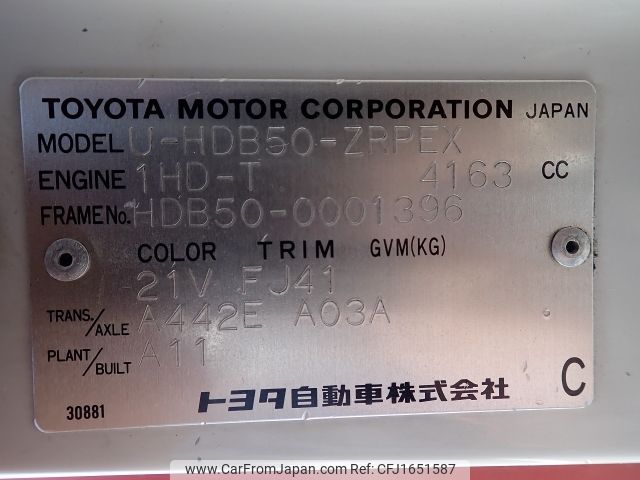 TOYOTA MOTOR CORPORATION JAPAN
MODEL U-HDB50-ZRPEX
ENGINE 1HD-T 4163 CC
FRAME No. HDB50-0001396
COLOR TRIM GVM(KG)
21V FJ41
TRANS./AXLE A442E A03A
PLANT/BUILT A11
C
30881 トヨタ自動車株式会社
www.CarFromJapan.com CFJ1651587